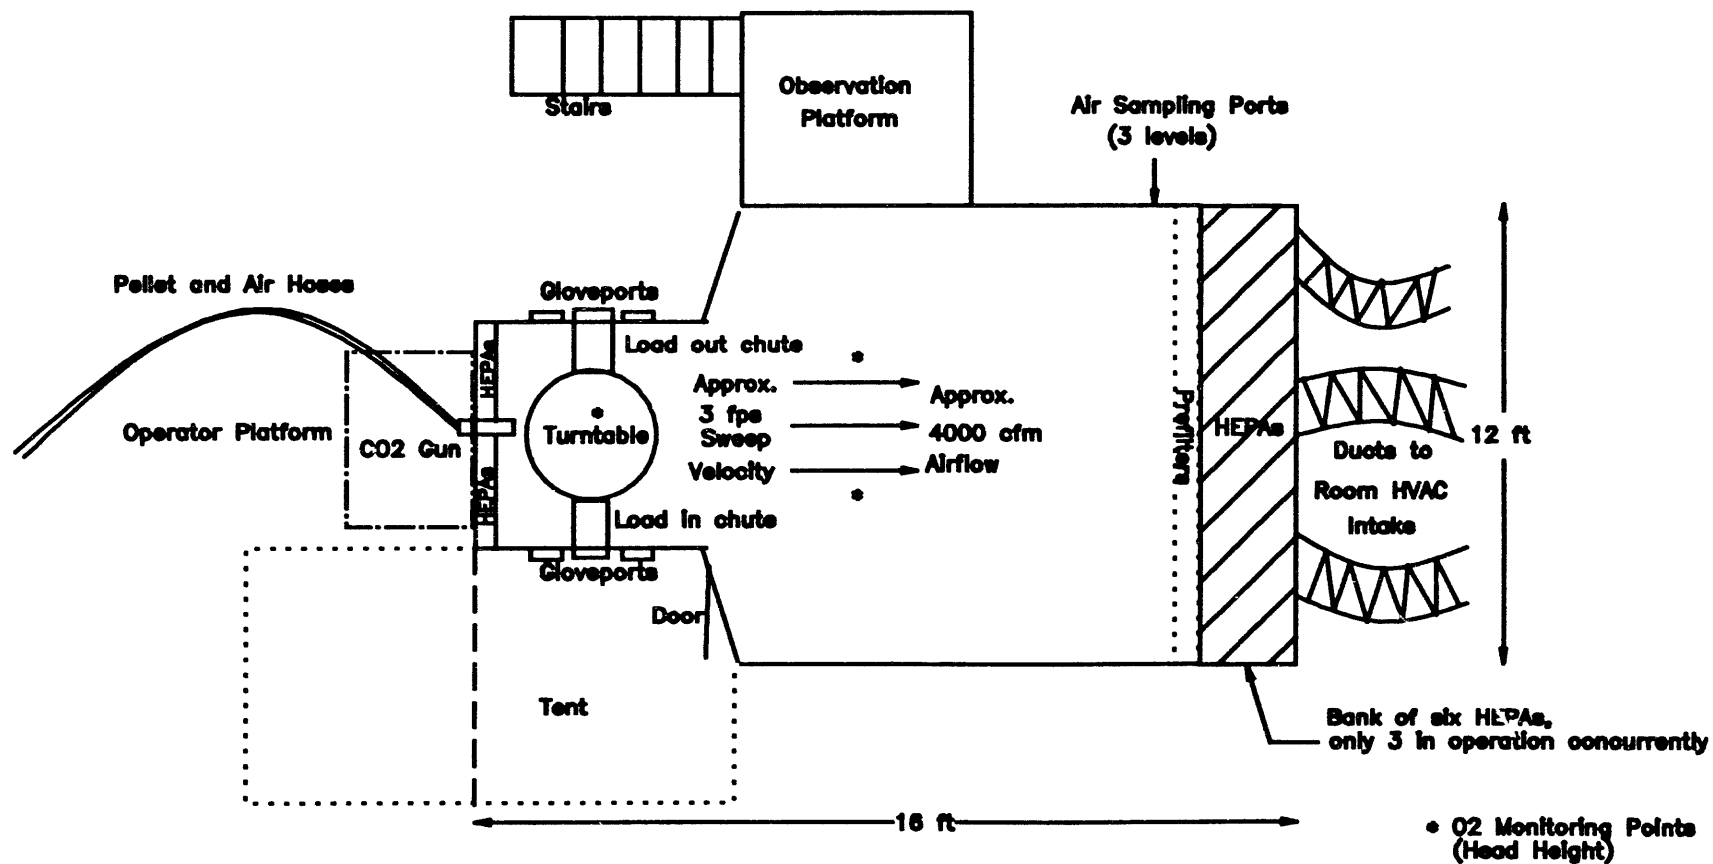 Observation
Platform
Stairs
Air Sampling Ports
(3 levels)
Pellet and Air Hoses
Gloveports
HEPAs
Load out chute
*
Approx.
3 fps
Sweep
Velocity
Approx.
4000 cfm
Airflow
*
Operator Platform
CO2 Gun
*
Turntable
Prefilters
HEPAs
12 ft
Ducts to
Room HVAC
Intake
HEPAs
Load in chute
Gloveports
Door
Tent
Bank of six HEPAs,
only 3 in operation concurrently
16 ft
* O2 Monitoring Points
(Head Height)